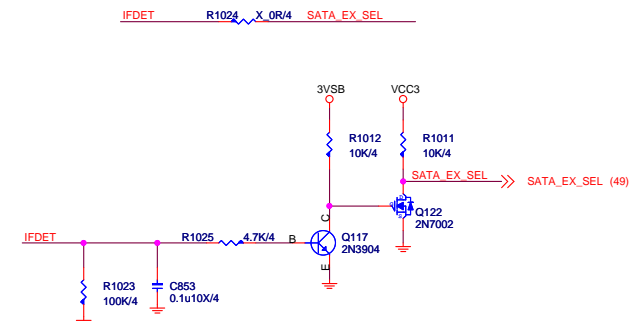 IFDET R1024 X_0R/4 SATA_EX_SEL
3VSB VCC3
R1012 R1011
10K/4 10K/4
SATA_EX_SEL SATA_EX_SEL (49)
Q122
2N7002
C
IFDET R1025 4.7K/4 B Q117
2N3904
E
R1023 C853
100K/4 0.1u10X/4